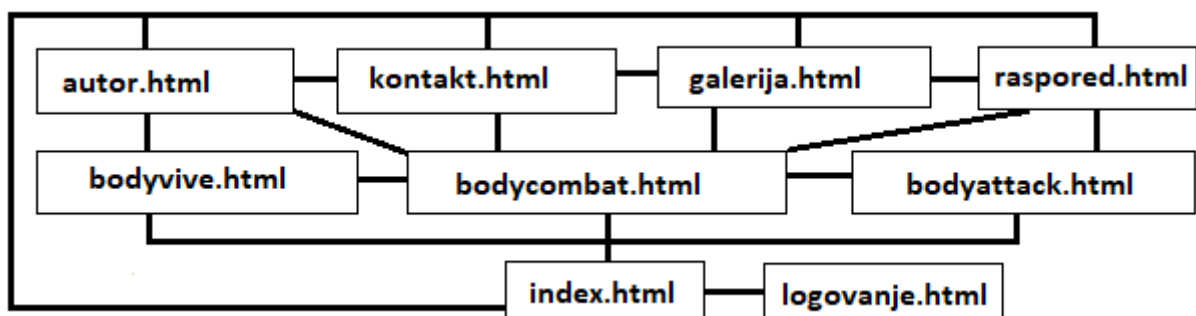 autor.html
kontakt.html
galerija.html
raspored.html
bodyvive.html
bodycombat.html
bodyattack.html
index.html
logovanje.html